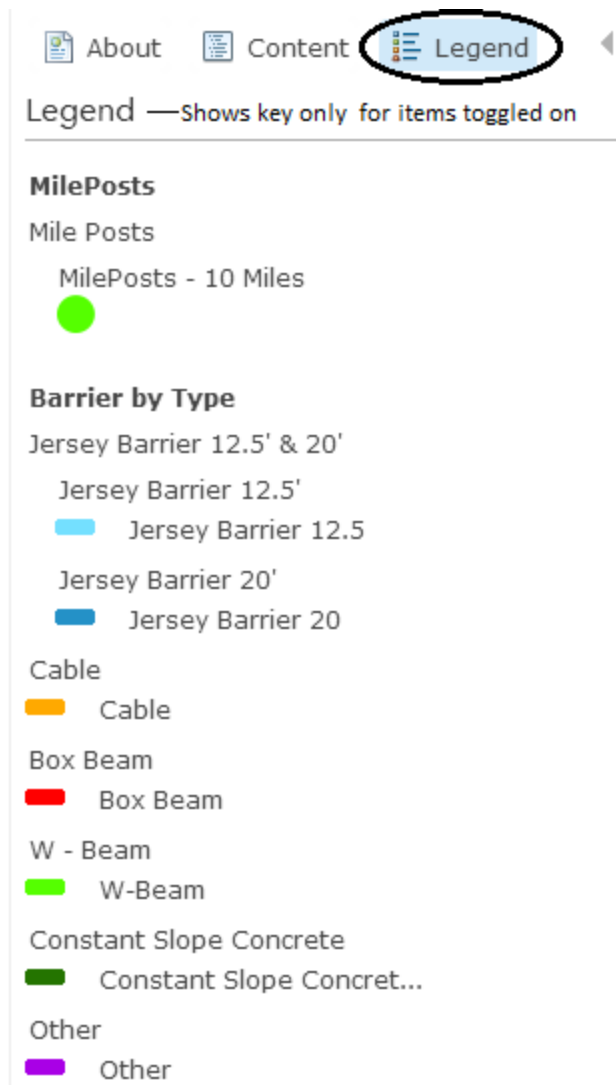 About Content Legend
Legend —Shows key only for items toggled on
MilePosts
Mile Posts
MilePosts - 10 Miles
Barrier by Type
Jersey Barrier 12.5' & 20'
Jersey Barrier 12.5'
Jersey Barrier 12.5
Jersey Barrier 20'
Jersey Barrier 20
Cable
Cable
Box Beam
Box Beam
W - Beam
W-Beam
Constant Slope Concrete
Constant Slope Concret...
Other
Other